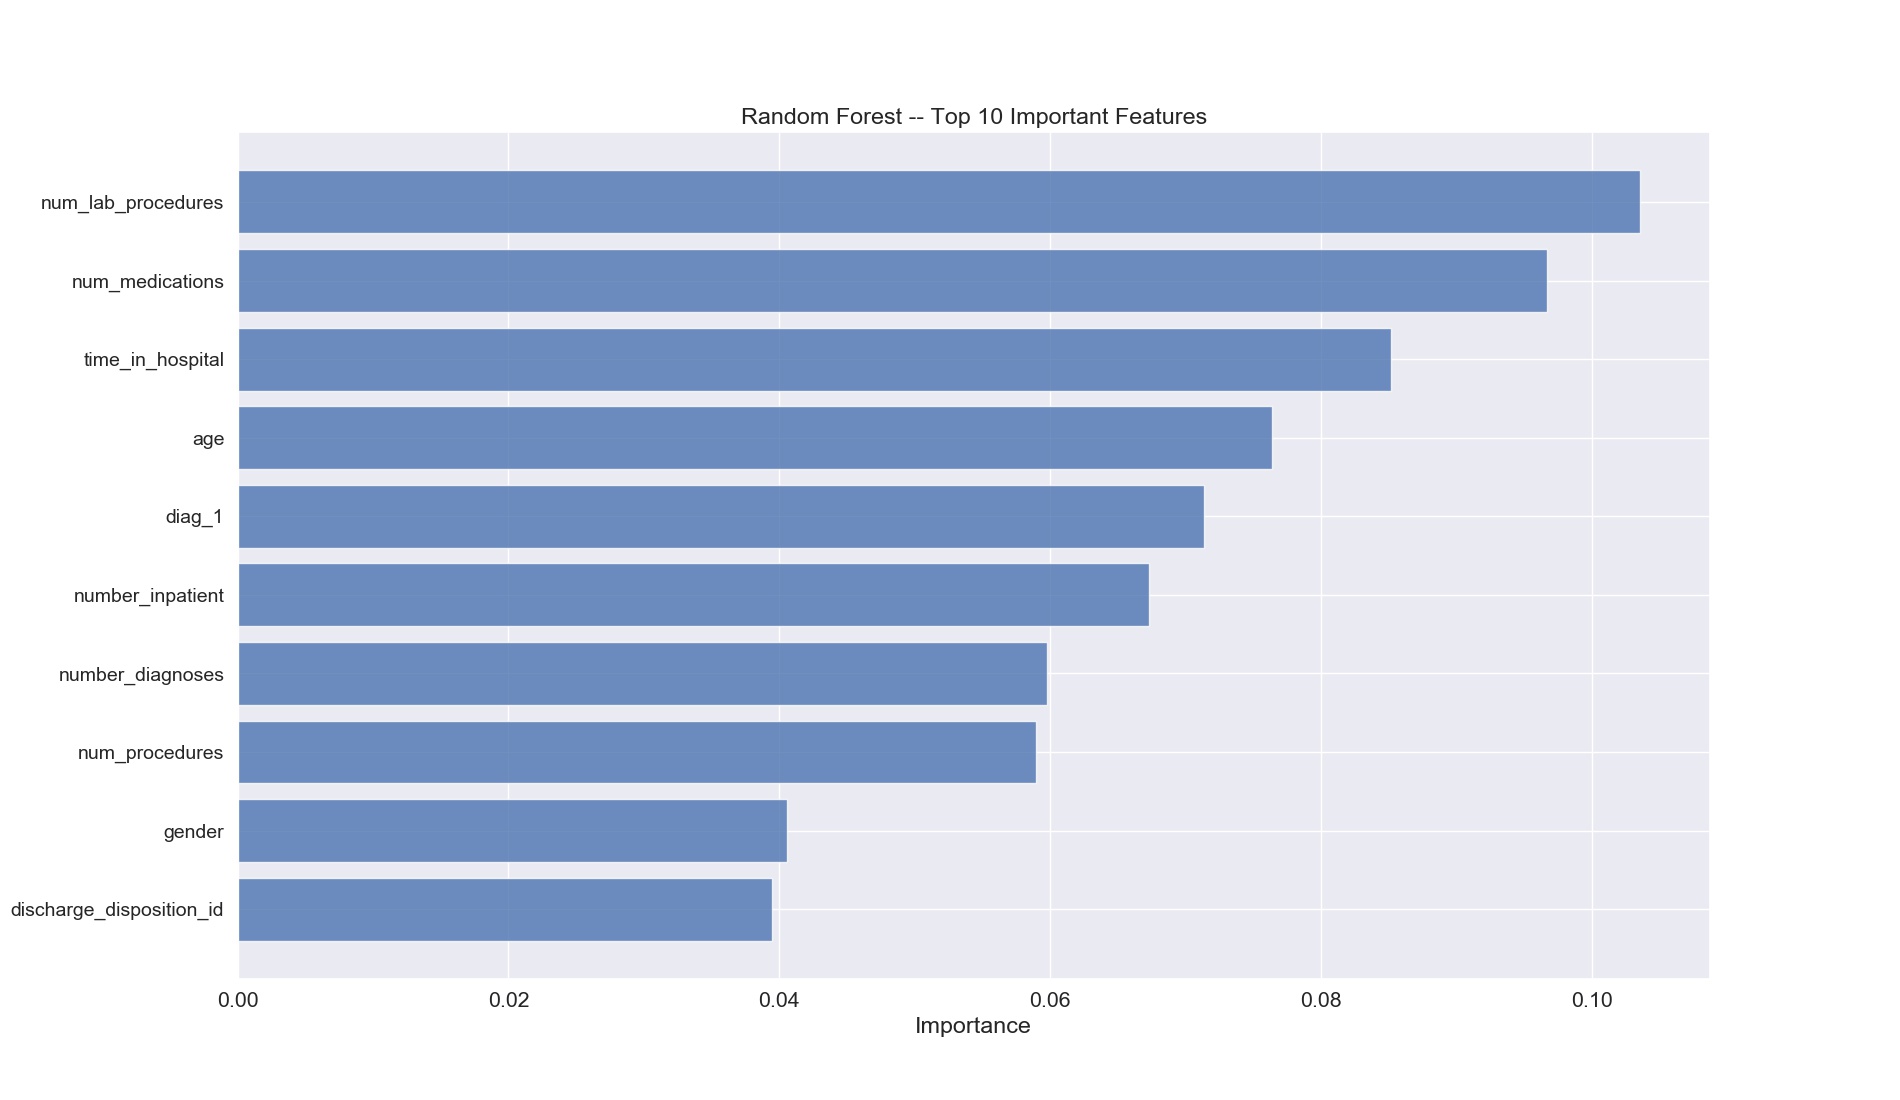 Random Forest -- Top 10 Important Features
num_lab_procedures
num_medications
time_in_hospital
age
diag_1
number_inpatient
number_diagnoses
num_procedures
gender
discharge_disposition_id
0.00 0.02 0.04 0.06 0.08 0.10
Importance